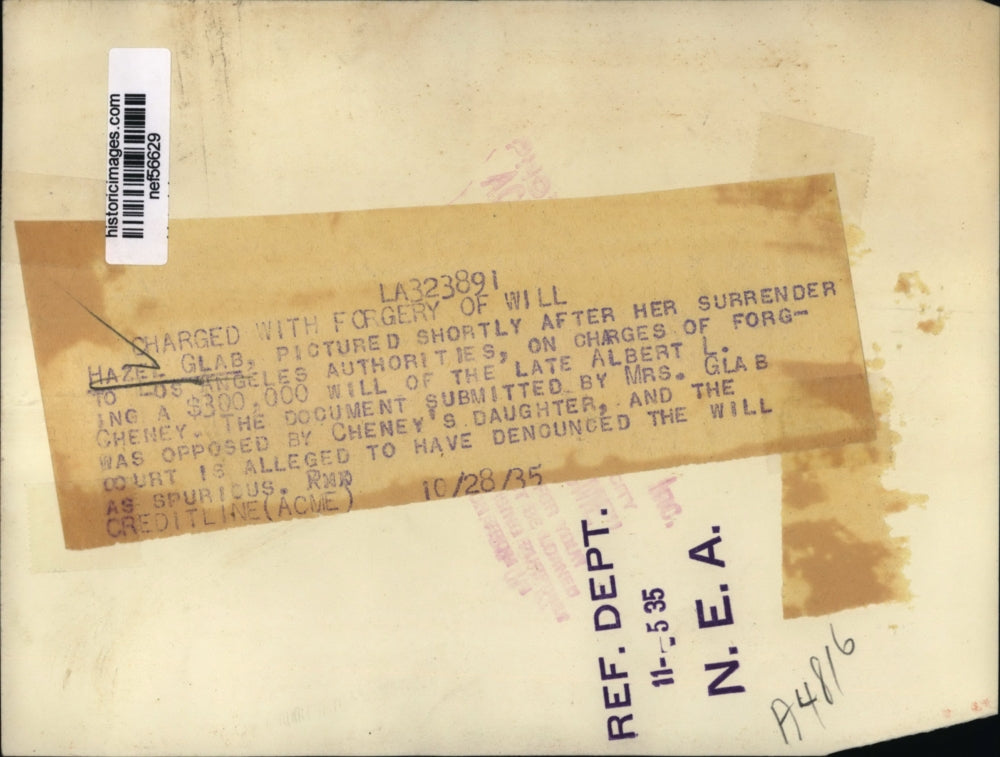 historicimages.com
nef56629
LA323891
CHARGED WITH FORGERY OF WILL
HAZEL GLAB, PICTURED SHORTLY AFTER HER SURRENDER
TO LOS ANGELES AUTHORITIES, ON CHARGES OF FORG-
ING A $300,000 WILL OF THE LATE ALBERT L.
CHENEY. THE DOCUMENT SUBMITTED BY MRS. GLAB
WAS OPPOSED BY CHENEY'S DAUGHTER, AND THE
COURT IS ALLEGED TO HAVE DENOUNCED THE WILL
AS SPURIOUS.
CREDITLINE(ACME) 10/28/35
REF. DEPT.
11--5 35
N. E. A.
A4816